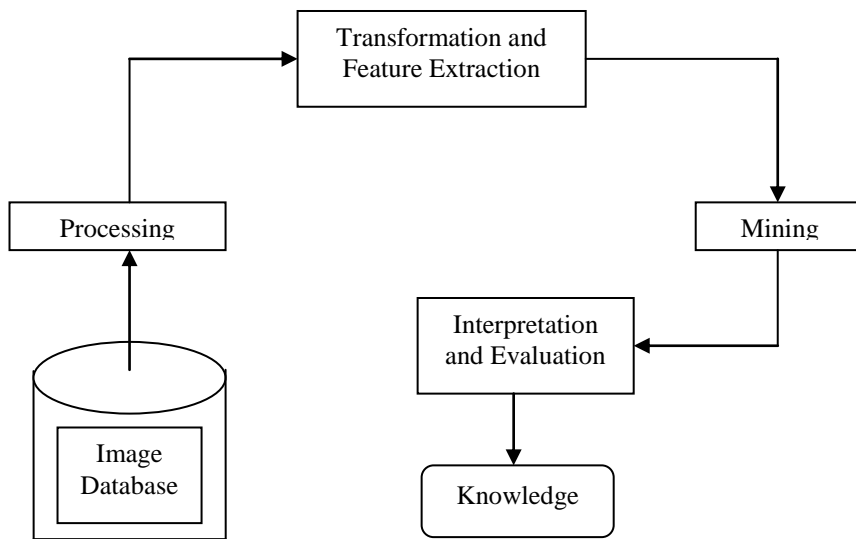 Transformation and
Feature Extraction
Processing
Mining
Interpretation
and Evaluation
Image
Database
Knowledge